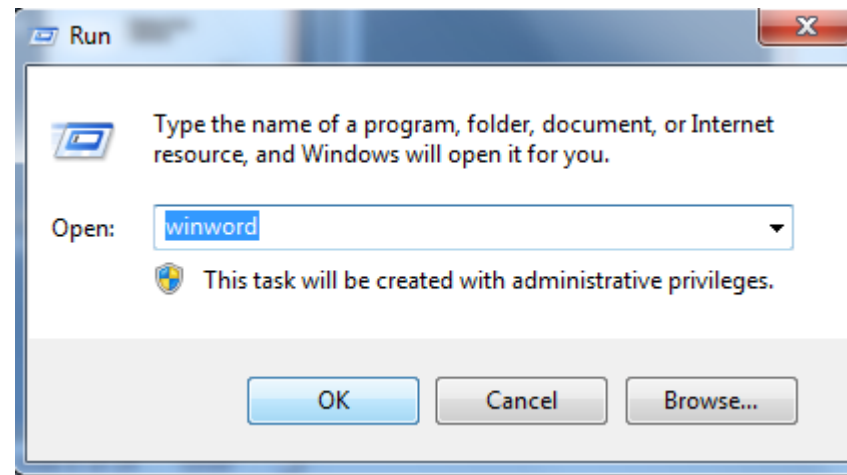 Run
Type the name of a program, folder, document, or Internet
resource, and Windows will open it for you.
Open: winword
This task will be created with administrative privileges.
OK Cancel Browse...